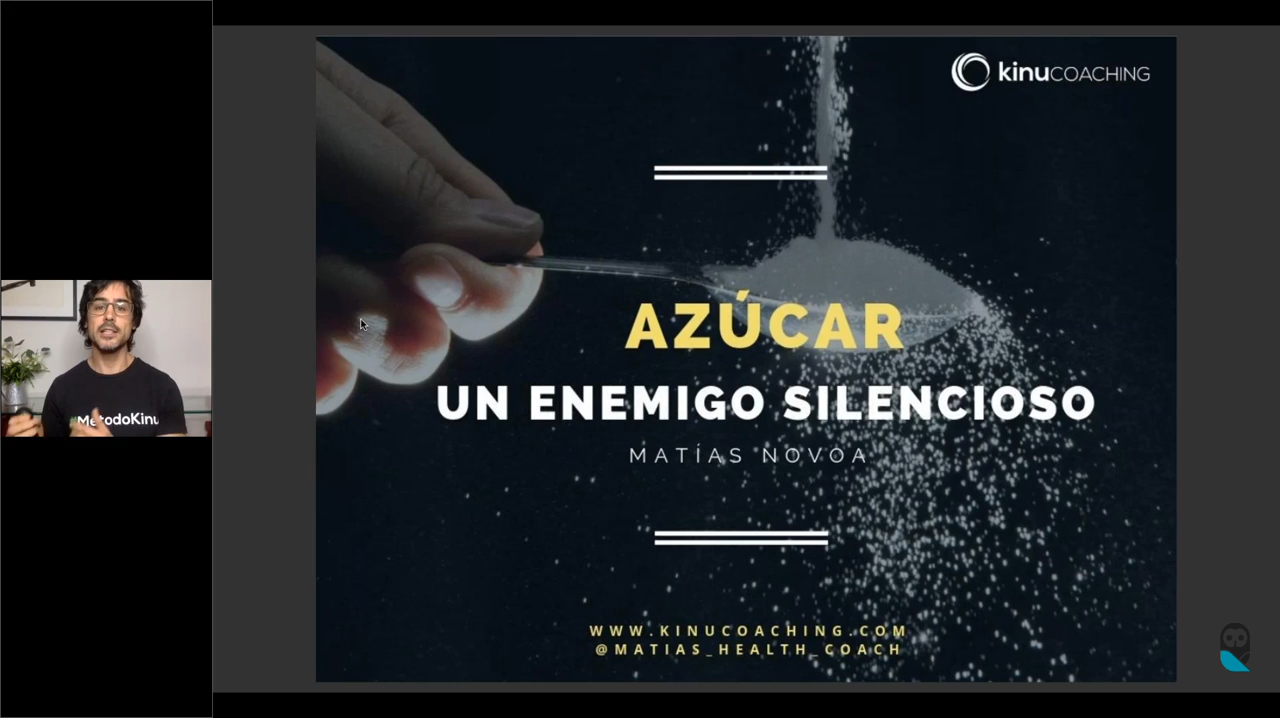 kinuCOACHING
AZÚCAR
UN ENEMIGO SILENCIOSO
MATÍAS NOVOA
WWW.KINUCOACHING.COM
@MATIAS_HEALTH_COACH
#MetodoKinu